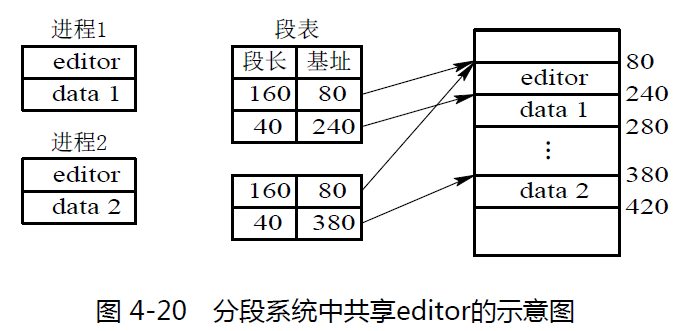 进程1
editor
data 1
进程2
editor
data 2
段表
段长 基址
160 80
40 240
160 80
40 380
80
editor
240
data 1
280
⋮
380
data 2
420
图 4-20 分段系统中共享editor的示意图